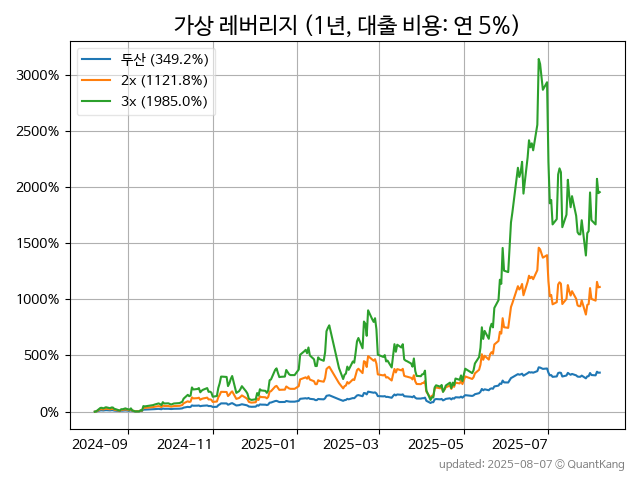 가상 레버리지 (1년, 대출 비용: 연 5%)
두산 (349.2%)
2x (1121.8%)
3x (1985.0%)
3000%
2500%
2000%
1500%
1000%
500%
0%
2024-09
2024-11
2025-01
2025-03
2025-05
2025-07
updated: 2025-08-07 © QuantKang